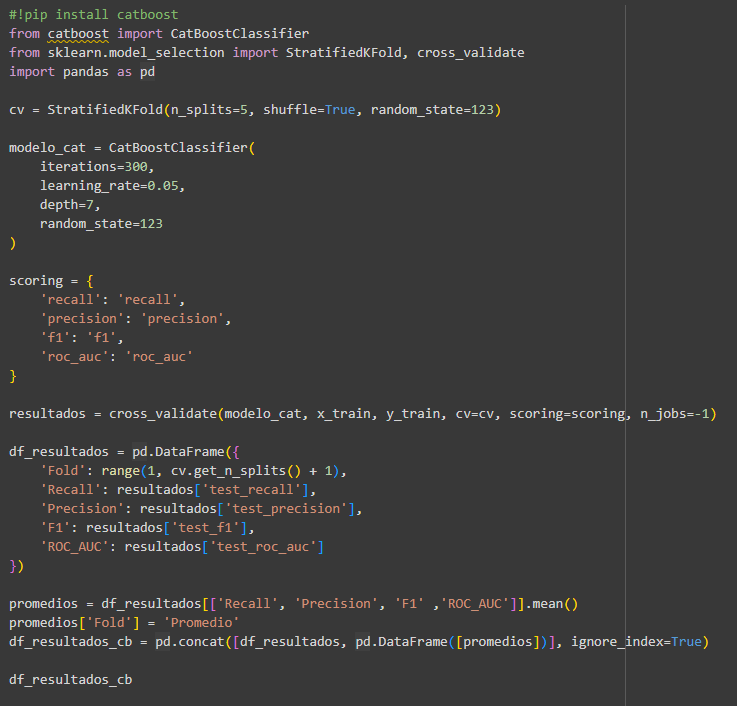 #!pip install catboost
from catboost import CatBoostClassifier
from sklearn.model_selection import StratifiedKFold, cross_validate
import pandas as pd

cv = StratifiedKFold(n_splits=5, shuffle=True, random_state=123)

modelo_cat = CatBoostClassifier(
    iterations=300,
    learning_rate=0.05,
    depth=7,
    random_state=123
)

scoring = {
    'recall': 'recall',
    'precision': 'precision',
    'f1': 'f1',
    'roc_auc': 'roc_auc'
}

resultados = cross_validate(modelo_cat, x_train, y_train, cv=cv, scoring=scoring, n_jobs=-1)

df_resultados = pd.DataFrame({
    'Fold': range(1, cv.get_n_splits() + 1),
    'Recall': resultados['test_recall'],
    'Precision': resultados['test_precision'],
    'F1': resultados['test_f1'],
    'ROC_AUC': resultados['test_roc_auc']
})

promedios = df_resultados[['Recall', 'Precision', 'F1' ,'ROC_AUC']].mean()
promedios['Fold'] = 'Promedio'
df_resultados_cb = pd.concat([df_resultados, pd.DataFrame([promedios])], ignore_index=True)

df_resultados_cb